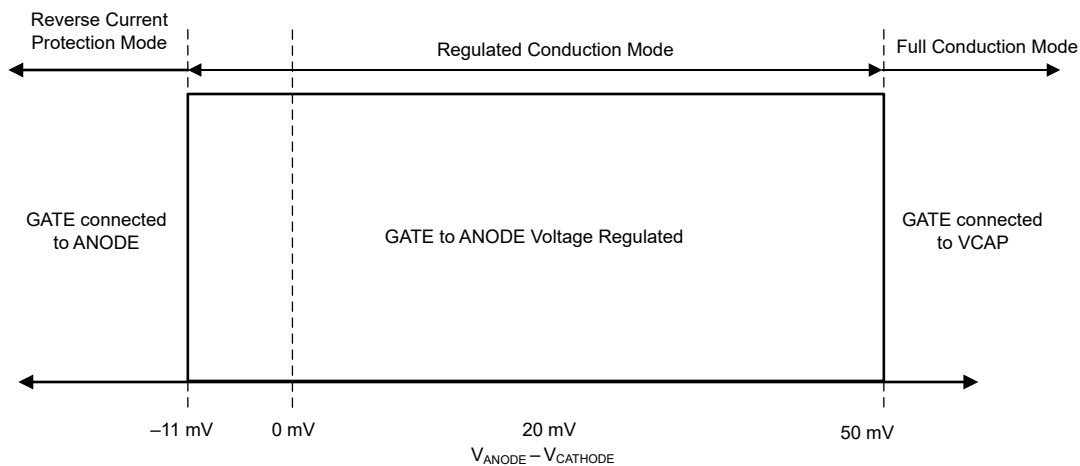 Reverse Current
Protection Mode
Regulated Conduction Mode
Full Conduction Mode
GATE connected
to ANODE
GATE to ANODE Voltage Regulated
GATE connected
to VCAP
–11 mV
0 mV
20 mV
50 mV
VANODE – VCATHODE